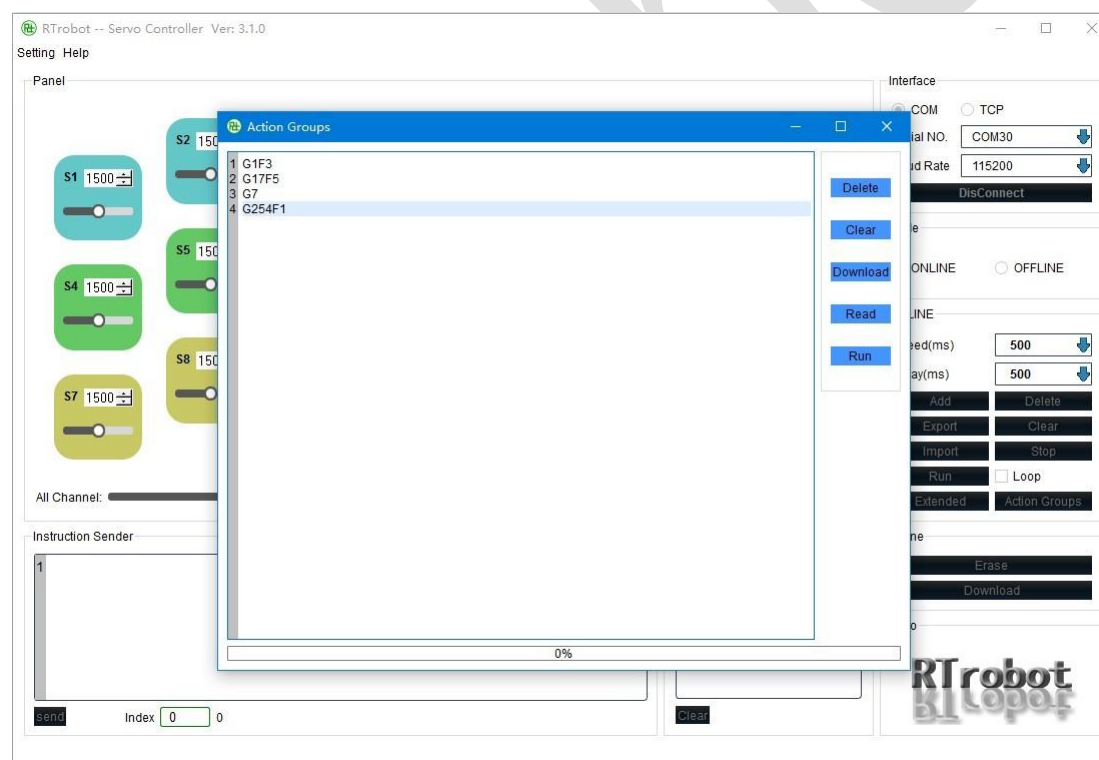 RTrobot -- Servo Controller Ver: 3.1.0
Setting Help
Panel
S1 1500
S2 150
S4 1500
S5 150
S7 1500
S8 150
All Channel:
Action Groups
1 G1F3
2 G17F5
3 G7
4 G254F1
Delete
Clear
Download
Read
Run
0%
Interface
COM TCP
ial NO. COM30
ud Rate 115200
DisConnect
e
ONLINE OFFLINE
LINE
eed(ms) 500
ay(ms) 500
Add Delete
Export Clear
Import Stop
Run Loop
Extended Action Groups
ne
Erase
Download
o
RTrobot
Instruction Sender
1
send Index 0 0
Clear